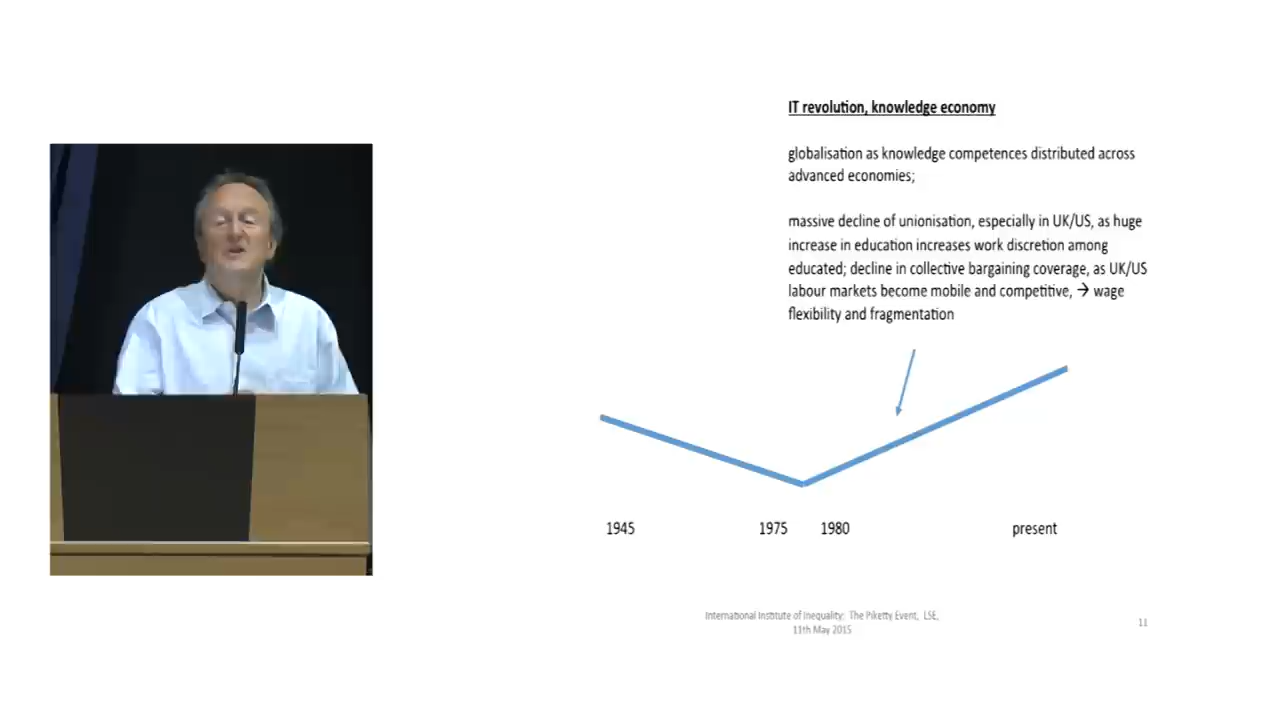 IT revolution, knowledge economy
globalisation as knowledge competences distributed across
advanced economies;
massive decline of unionisation, especially in UK/US, as huge
increase in education increases work discretion among
educated; decline in collective bargaining coverage, as UK/US
labour markets become mobile and competitive, → wage
flexibility and fragmentation
1945 1975 1980 present
International Institute of Inequality: The Piketty Event, LSE,
11th May 2015
11